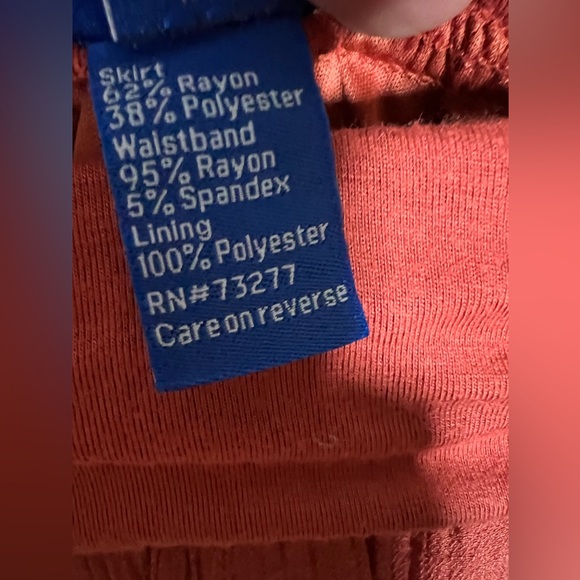 Skirt
62% Rayon
38% Polyester
Waistband
95% Rayon
5% Spandex
Lining
100% Polyester
RN#73277
Care on reverse